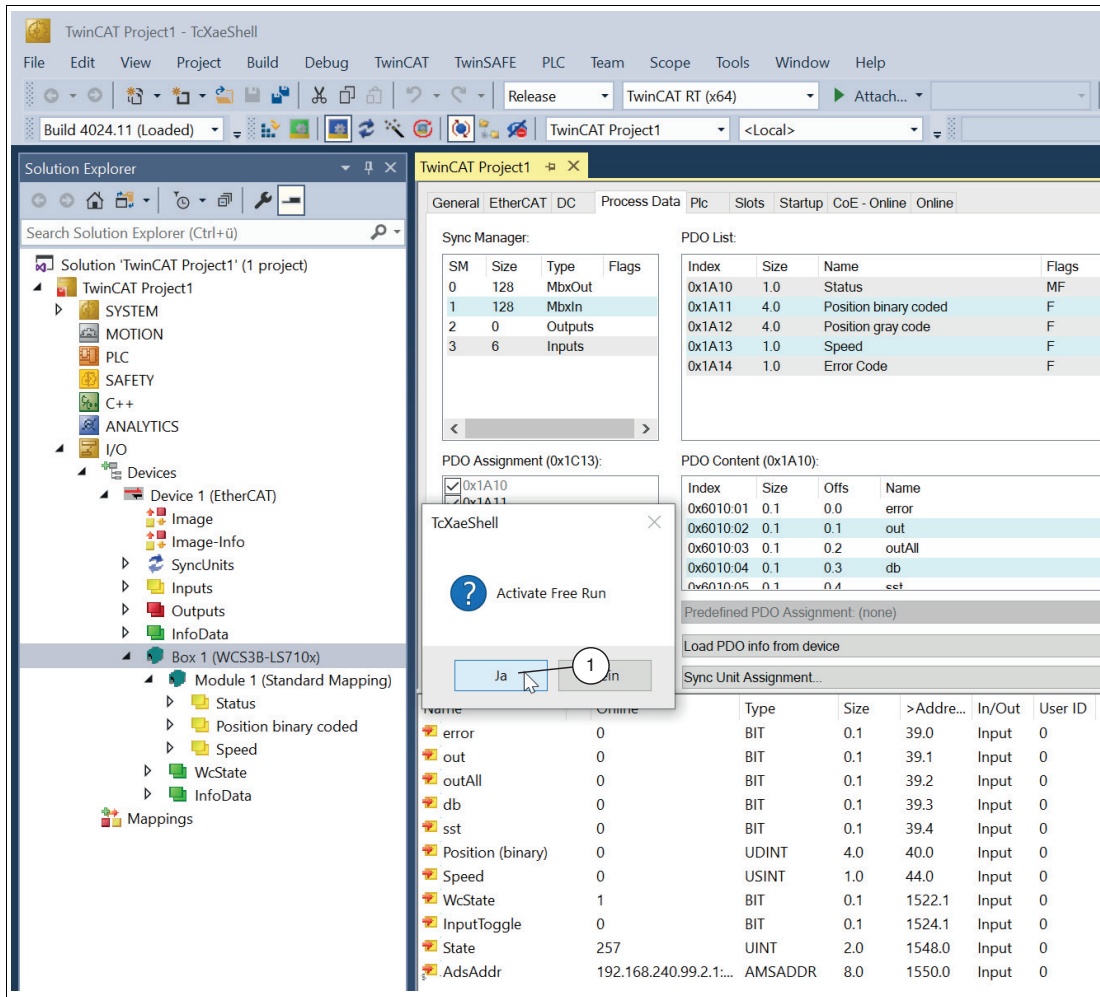 TwinCAT Project1 - TcXaeShell
File Edit View Project Build Debug TwinCAT TwinSAFE PLC Team Scope Tools Window Help
Release TwinCAT RT (x64) Attach...
Build 4024.11 (Loaded) TwinCAT Project1 <Local>
Solution Explorer
Search Solution Explorer (Ctrl+ü)
Solution 'TwinCAT Project1' (1 project)
TwinCAT Project1
SYSTEM
MOTION
PLC
SAFETY
C++
ANALYTICS
I/O
Devices
Device 1 (EtherCAT)
Image
Image-Info
SyncUnits
Inputs
Outputs
InfoData
Box 1 (WCS3B-LS710x)
Module 1 (Standard Mapping)
Status
Position binary coded
Speed
WcState
InfoData
Mappings
TwinCAT Project1
General EtherCAT DC Process Data Plc Slots Startup CoE - Online Online
Sync Manager:
SM Size Type Flags
0 128 MbxOut
1 128 MbxIn
2 0 Outputs
3 6 Inputs
PDO List:
Index Size Name Flags
0x1A10 1.0 Status MF
0x1A11 4.0 Position binary coded F
0x1A12 4.0 Position gray code F
0x1A13 1.0 Speed F
0x1A14 1.0 Error Code F
PDO Assignment (0x1C13):
0x1A10
0x1A11
PDO Content (0x1A10):
Index Size Offs Name
0x6010:01 0.1 0.0 error
0x6010:02 0.1 0.1 out
0x6010:03 0.1 0.2 outAll
0x6010:04 0.1 0.3 db
0x6010:05 0.1 0.4 sst
Predefined PDO Assignment: (none)
Load PDO info from device
Sync Unit Assignment...
TcXaeShell
Activate Free Run
Ja
1
Name Online Type Size >Addre... In/Out User ID
error 0 BIT 0.1 39.0 Input 0
out 0 BIT 0.1 39.1 Input 0
outAll 0 BIT 0.1 39.2 Input 0
db 0 BIT 0.1 39.3 Input 0
sst 0 BIT 0.1 39.4 Input 0
Position (binary) 0 UDINT 4.0 40.0 Input 0
Speed 0 USINT 1.0 44.0 Input 0
WcState 1 BIT 0.1 1522.1 Input 0
InputToggle 0 BIT 0.1 1524.1 Input 0
State 257 UINT 2.0 1548.0 Input 0
AdsAddr 192.168.240.99.2.1:... AMSADDR 8.0 1550.0 Input 0